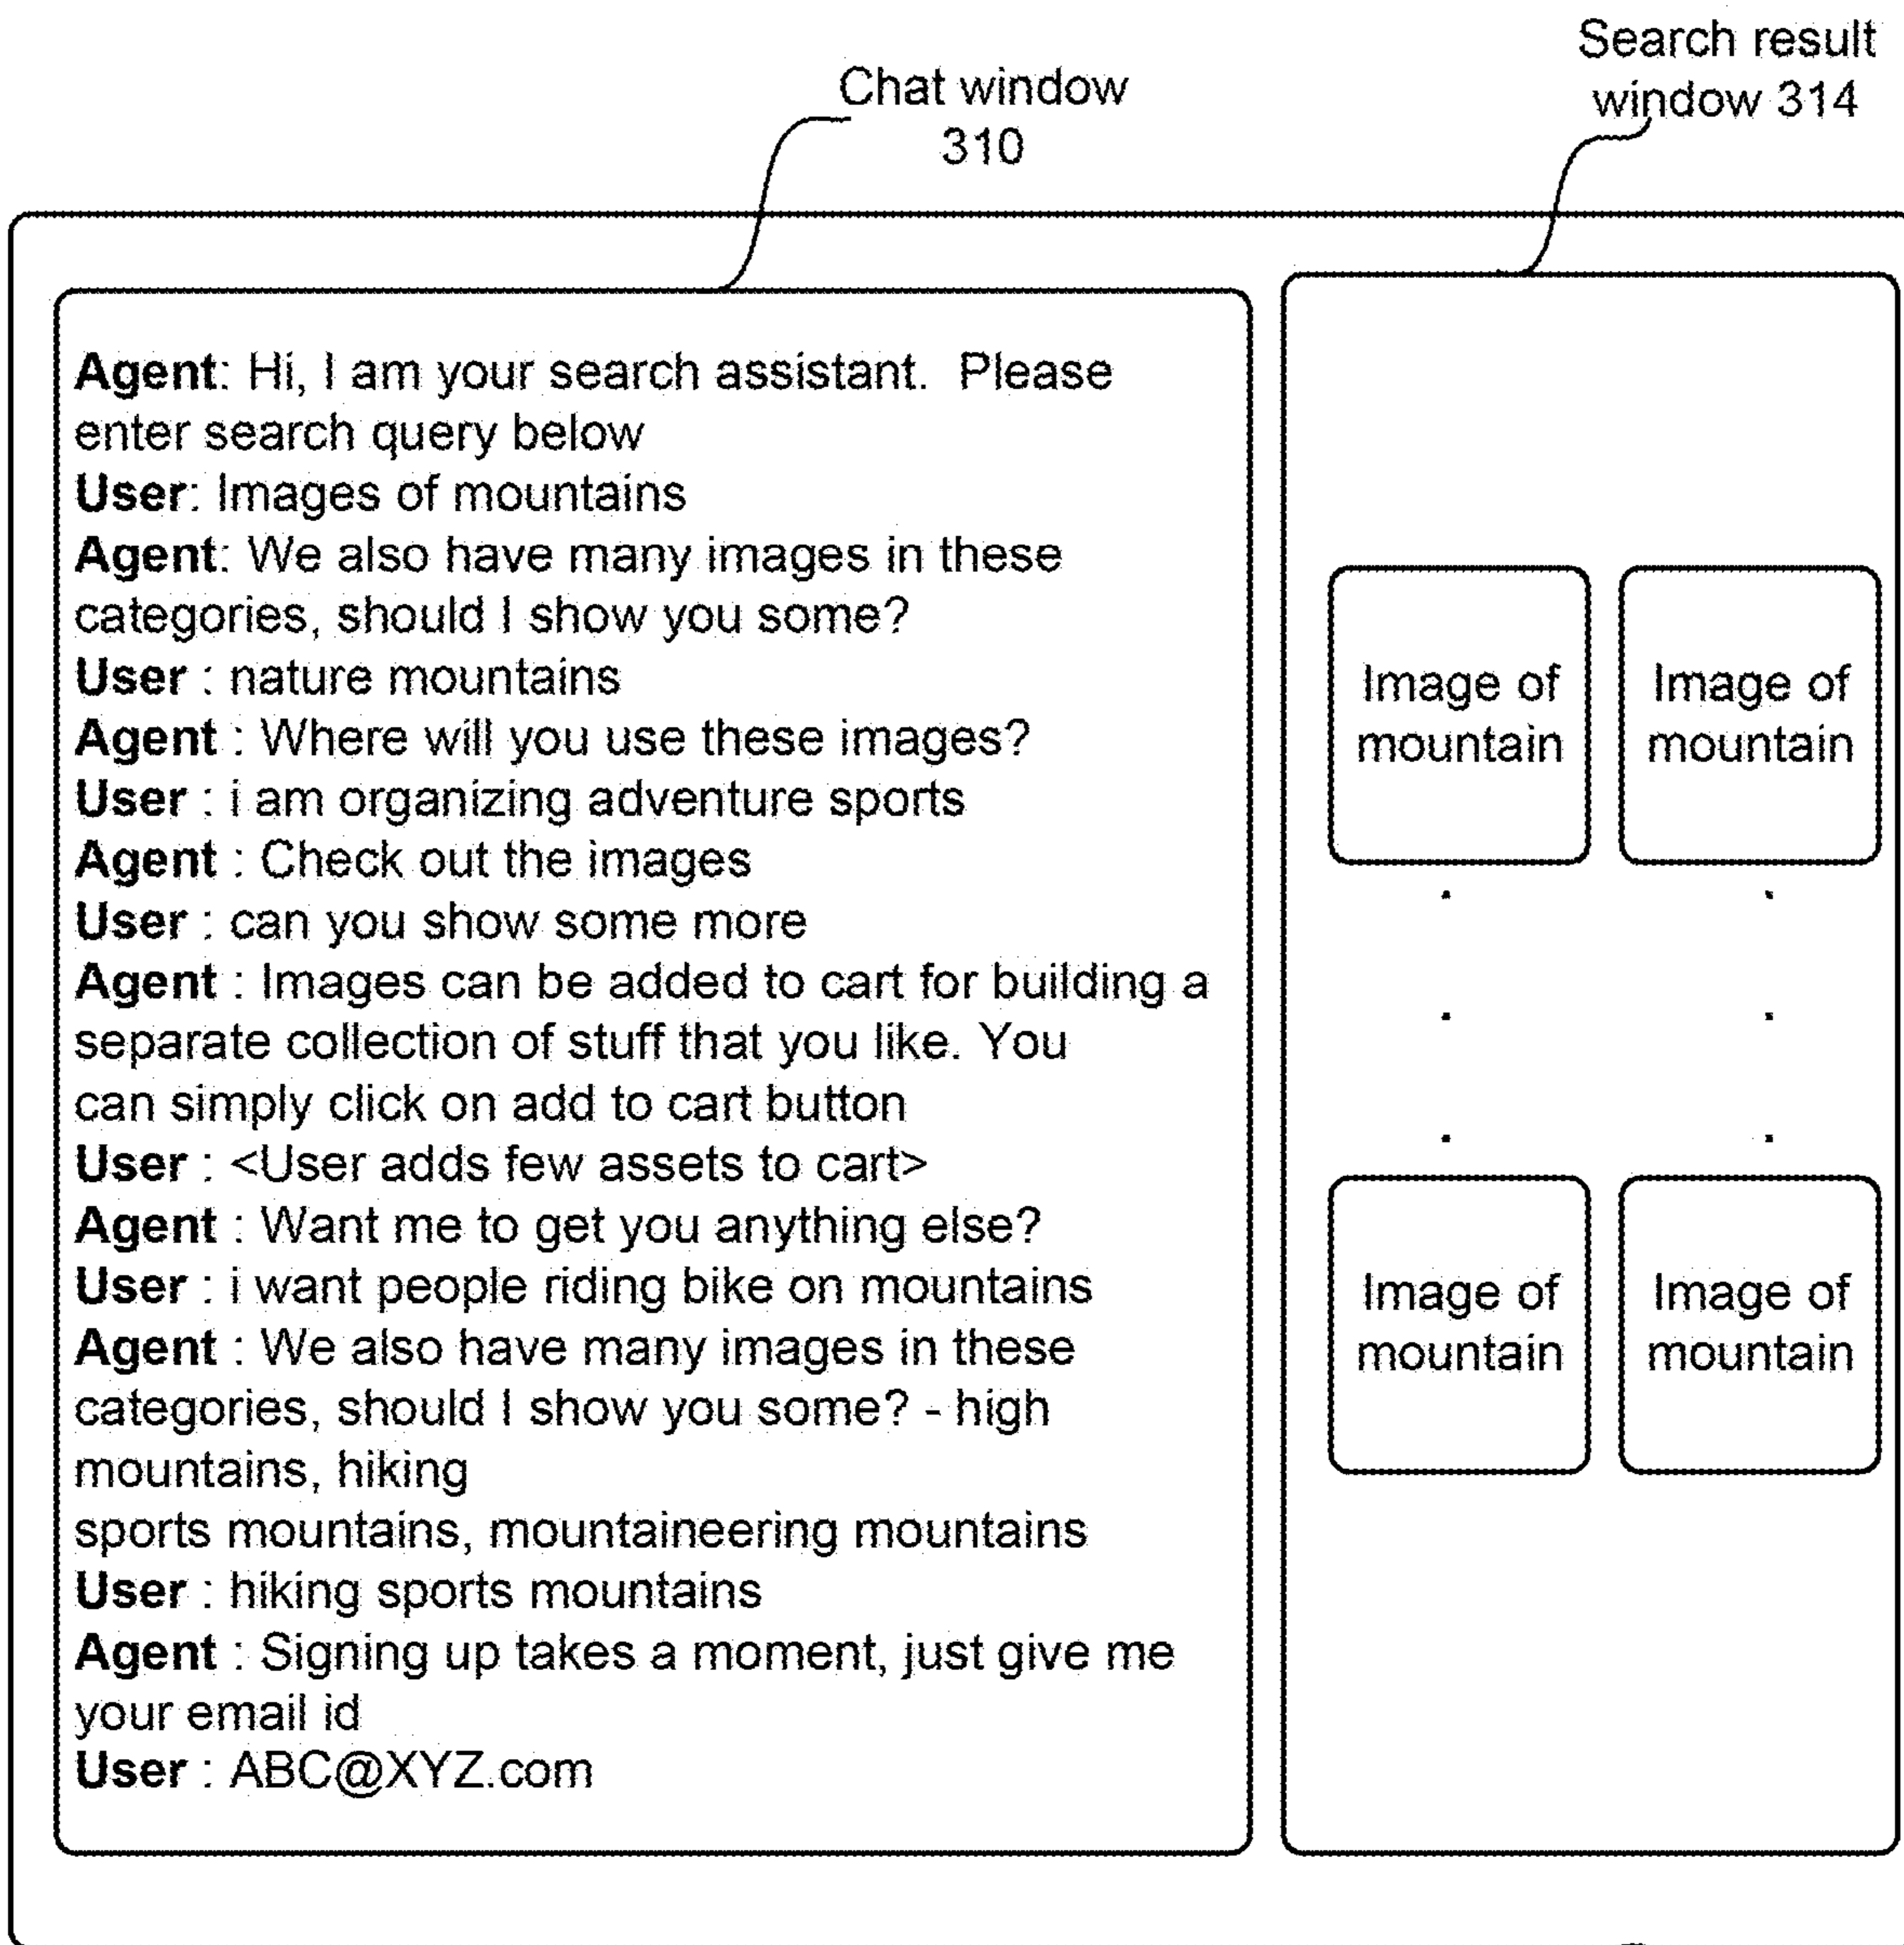 Chat window
310
Search result
window 314
Agent: Hi, I am your search assistant.  Please
enter search query below
User: Images of mountains
Agent: We also have many images in these
categories, should I show you some?
User : nature mountains
Agent : Where will you use these images?
User : i am organizing adventure sports
Agent : Check out the images
User : can you show some more
Agent : Images can be added to cart for building a
separate collection of stuff that you like. You
can simply click on add to cart button
User : <User adds few assets to cart>
Agent : Want me to get you anything else?
User : i want people riding bike on mountains
Agent : We also have many images in these
categories, should I show you some? - high
mountains, hiking
sports mountains, mountaineering mountains
User : hiking sports mountains
Agent : Signing up takes a moment, just give me
your email id
User : ABC@XYZ.com
Image of
mountain
Image of
mountain
Image of
mountain
Image of
mountain